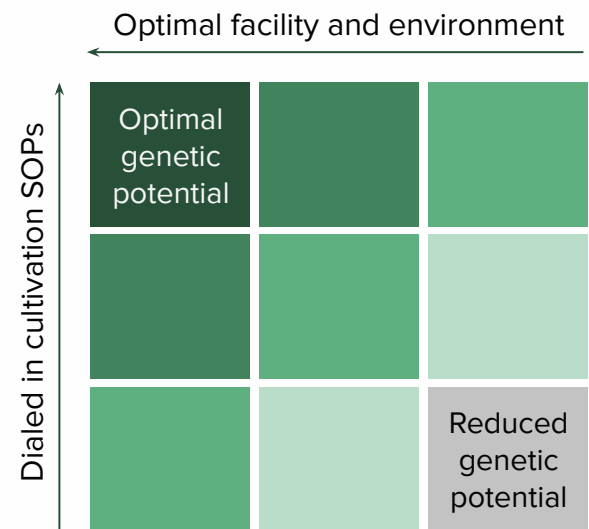 Optimal facility and environment
Dialed in cultivation SOPs
Optimal
genetic
potential
Reduced
genetic
potential